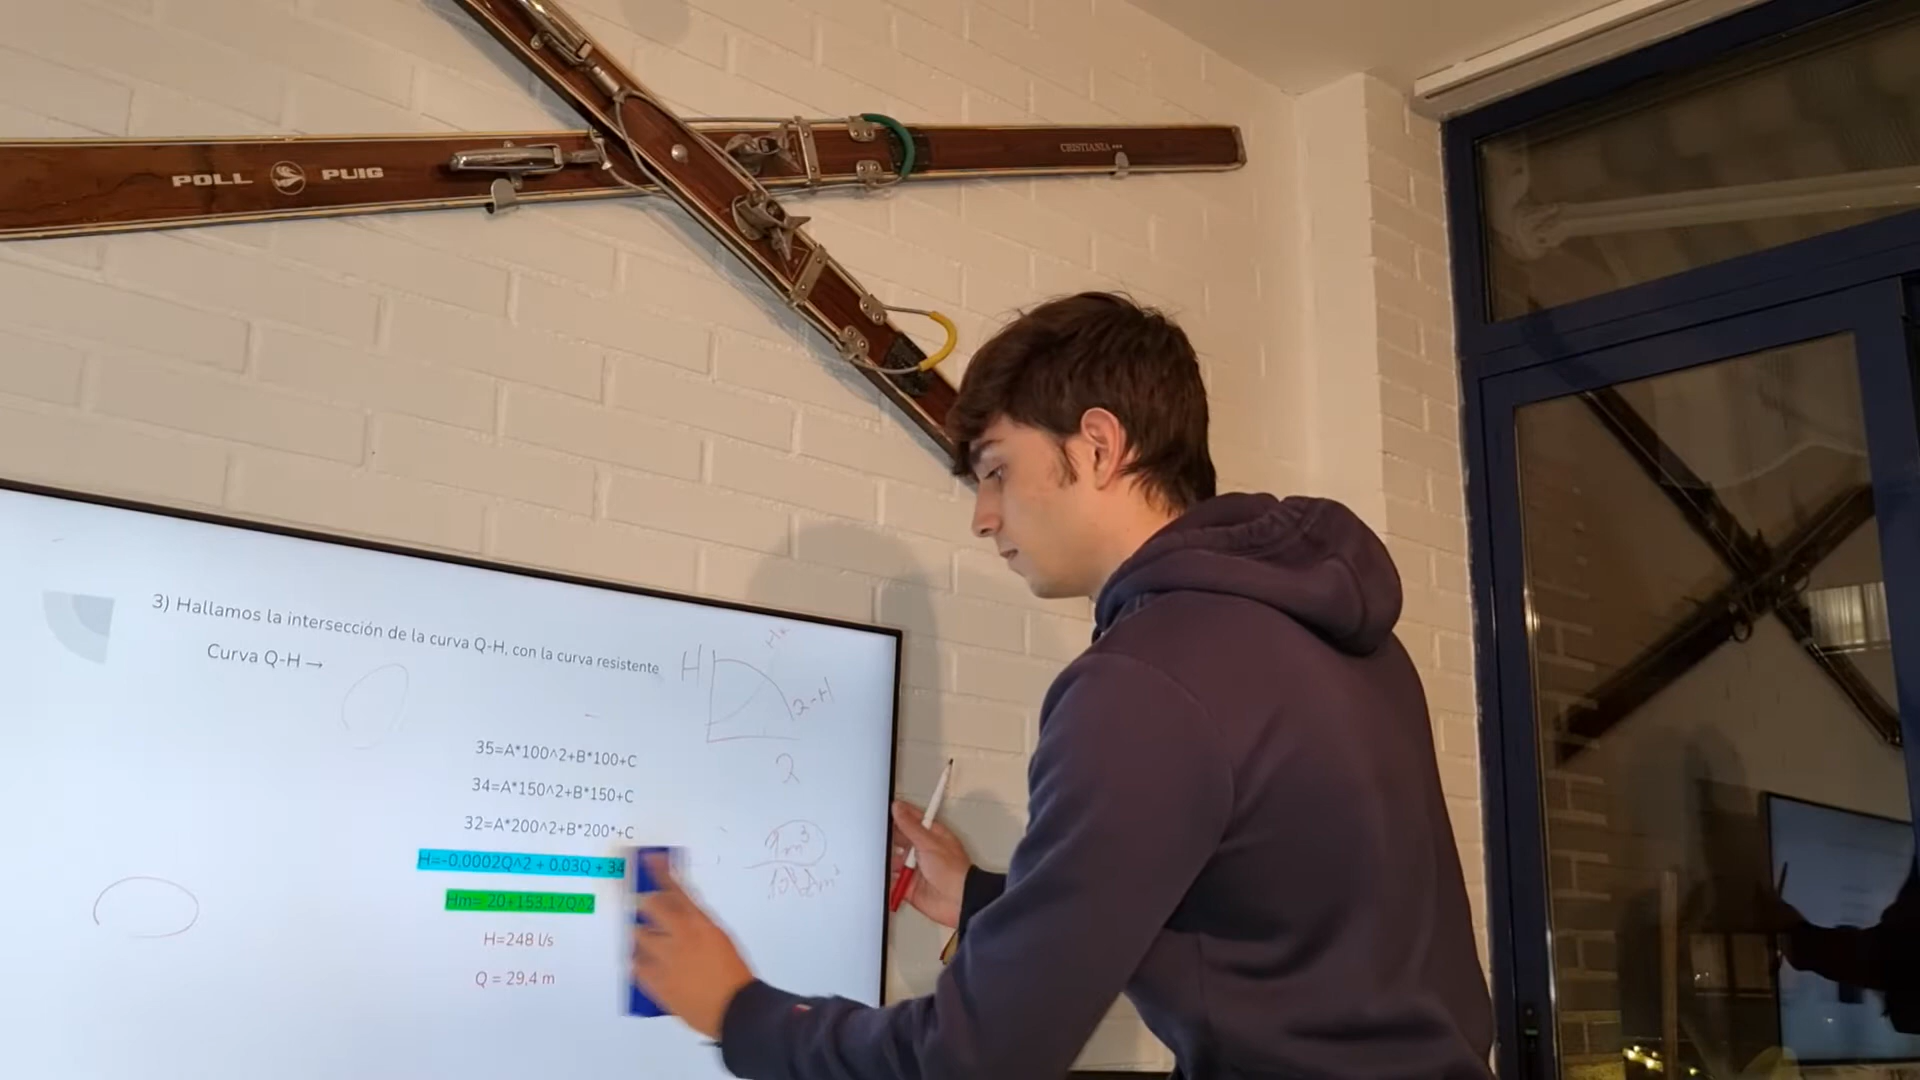 POLL PUIG
CRISTIANIA ***
3) Hallamos la intersección de la curva Q-H, con la curva resistente
Curva Q-H →
35=A*100^2+B*100+C
34=A*150^2+B*150+C
32=A*200^2+B*200*+C
H=-0,0002Q^2 + 0,03Q + 34
Hm= 20+153,17Q^2
H=248 l/s
Q = 29,4 m
H
Q-H
Q